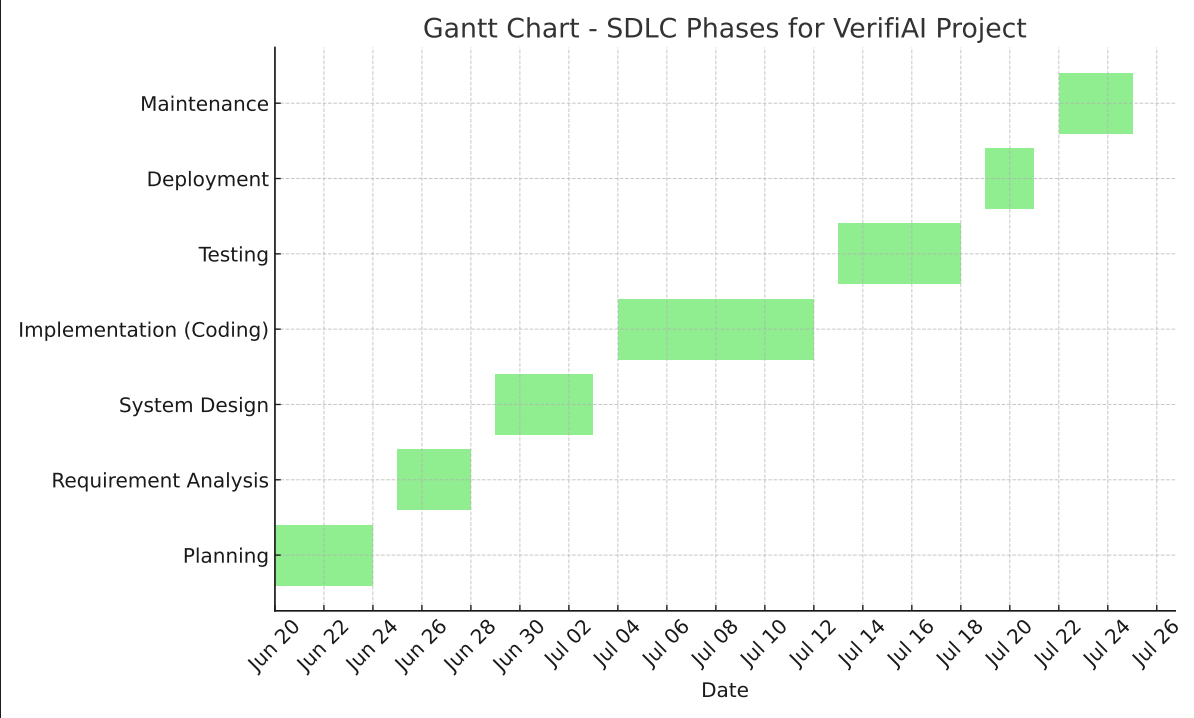 Gantt Chart - SDLC Phases for VerifiAI Project
Maintenance
Deployment
Testing
Implementation (Coding)
System Design
Requirement Analysis
Planning
Jun 20
Jun 22
Jun 24
Jun 26
Jun 28
Jun 30
Jul 02
Jul 04
Jul 06
Jul 08
Jul 10
Jul 12
Jul 14
Jul 16
Jul 18
Jul 20
Jul 22
Jul 24
Jul 26
Date